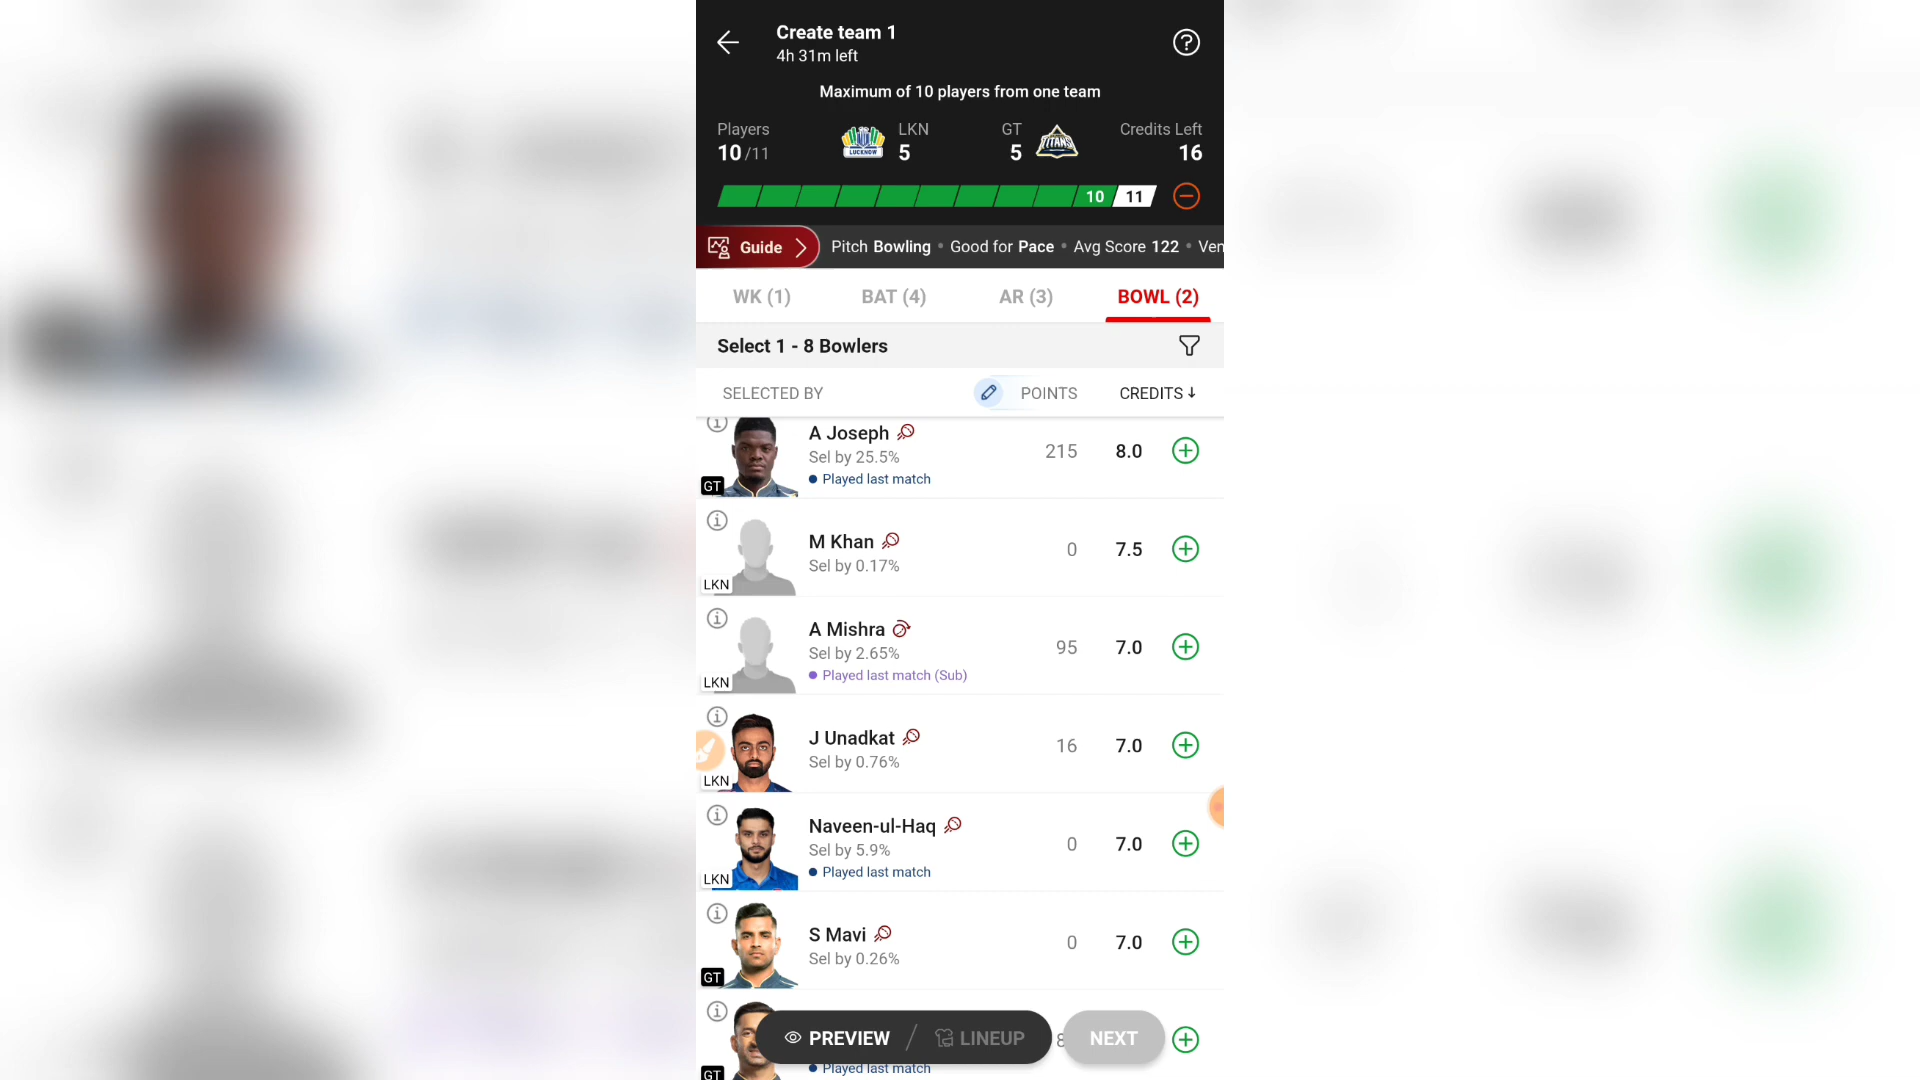 Create team 1
4h 31m left
Maximum of 10 players from one team
Players
LKN
GT
Credits Left
10/11
LUCKNOW
5
5
TITANS
16
10 11
Guide
Pitch Bowling • Good for Pace • Avg Score 122 • Ven
WK (1)
BAT (4)
AR (3)
BOWL (2)
Select 1 - 8 Bowlers
SELECTED BY
POINTS
CREDITS
A Joseph
Sel by 25.5%
215
8.0
Played last match
GT
M Khan
0
7.5
Sel by 0.17%
LKN
A Mishra
Sel by 2.65%
95
7.0
Played last match (Sub)
LKN
J Unadkat
16
7.0
Sel by 0.76%
LKN
Naveen-ul-Haq
Sel by 5.9%
0
7.0
Played last match
LKN
S Mavi
0
7.0
Sel by 0.26%
GT
PREVIEW
LINEUP
8
NEXT
Played last match
GT